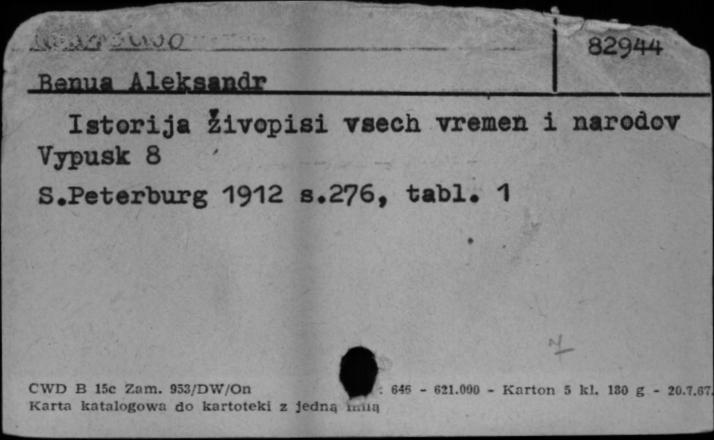 82944
Benua Aleksandr
Istorija živopisi vsech vremen i narodov
Vypusk 8
S.Peterburg 1912 s.276, tabl. 1
CWD B 15c Zam. 953/DW/On : 646 - 621.000 - Karton 5 kl. 180 g - 20.7.67.
Karta katalogowa do kartoteki z jedną